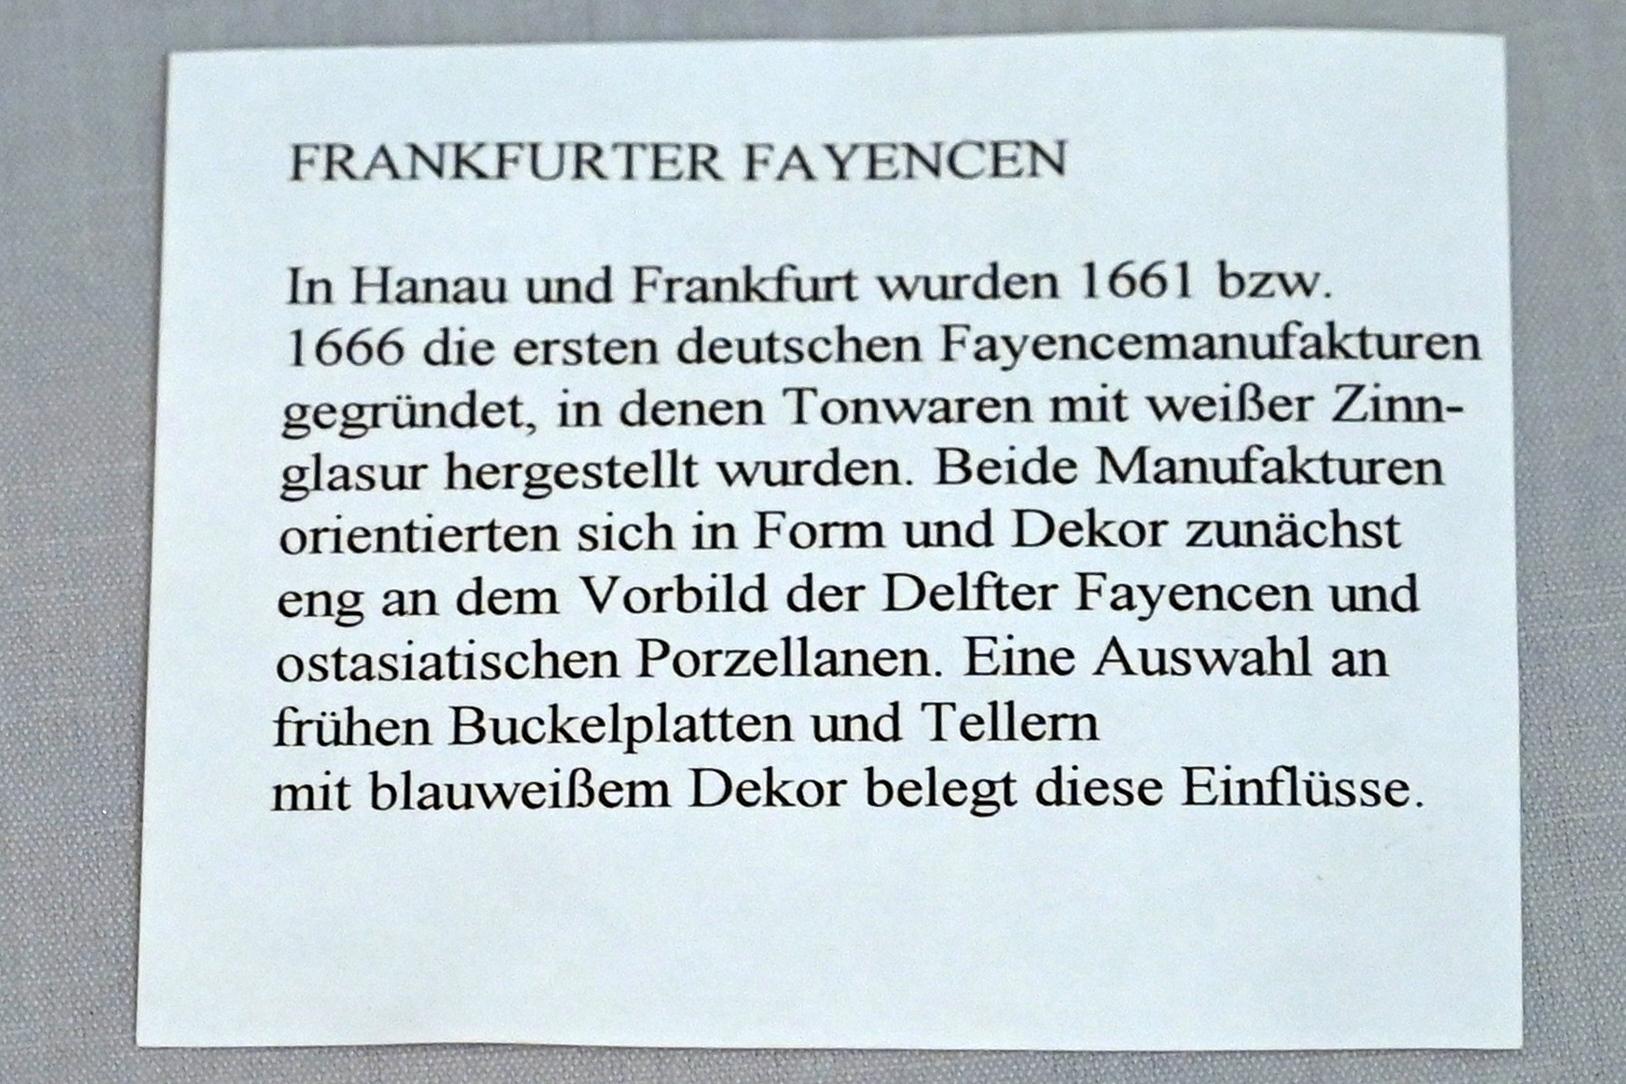 FRANKFURTER FAYENCEN
In Hanau und Frankfurt wurden 1661 bzw.
1666 die ersten deutschen Fayencemanufakturen
gegründet, in denen Tonwaren mit weißer Zinn-
glasur hergestellt wurden. Beide Manufakturen
orientierten sich in Form und Dekor zunächst
eng an dem Vorbild der Delfter Fayencen und
ostasiatischen Porzellanen. Eine Auswahl an
frühen Buckelplatten und Tellern
mit blauweißem Dekor belegt diese Einflüsse.